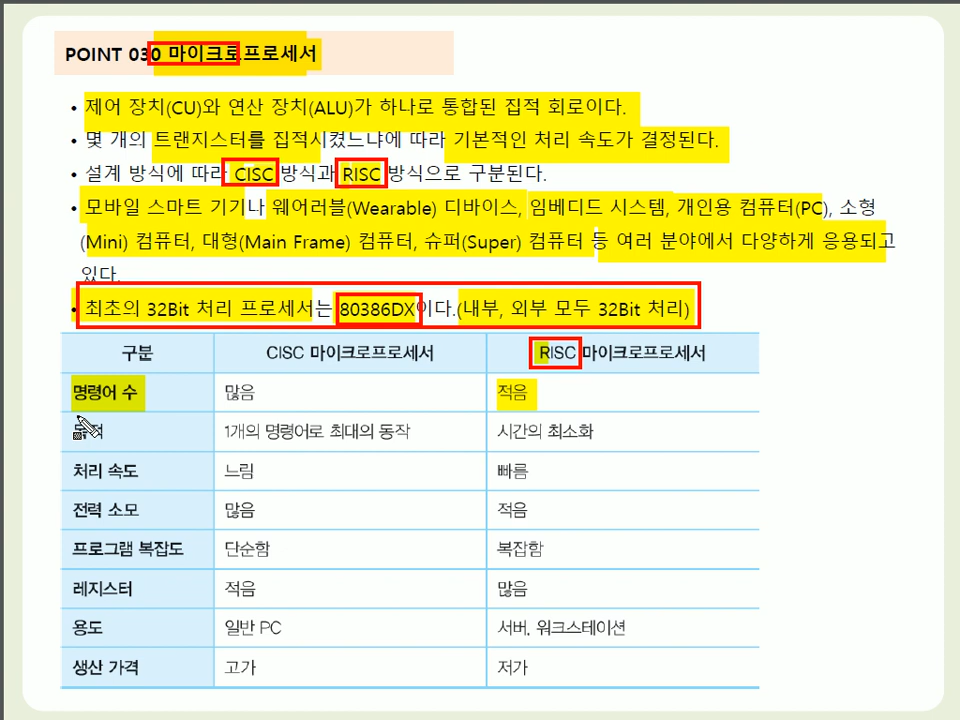 POINT 030 마이크로프로세서
• 제어 장치(CU)와 연산 장치(ALU)가 하나로 통합된 집적 회로이다.
• 몇 개의 트랜지스터를 집적시켰느냐에 따라 기본적인 처리 속도가 결정된다.
• 설계 방식에 따라 CISC 방식과 RISC 방식으로 구분된다.
• 모바일 스마트 기기나 웨어러블(Wearable) 디바이스, 임베디드 시스템, 개인용 컴퓨터(PC), 소형
(Mini) 컴퓨터, 대형(Main Frame) 컴퓨터, 슈퍼(Super) 컴퓨터 등 여러 분야에서 다양하게 응용되고
있다.
• 최초의 32Bit 처리 프로세서는 80386DX이다.(내부, 외부 모두 32Bit 처리)
구분 CISC 마이크로프로세서 RISC 마이크로프로세서
명령어 수 많음 적음
목적 1개의 명령어로 최대의 동작 시간의 최소화
처리 속도 느림 빠름
전력 소모 많음 적음
프로그램 복잡도 단순함 복잡함
레지스터 적음 많음
용도 일반 PC 서버, 워크스테이션
생산 가격 고가 저가